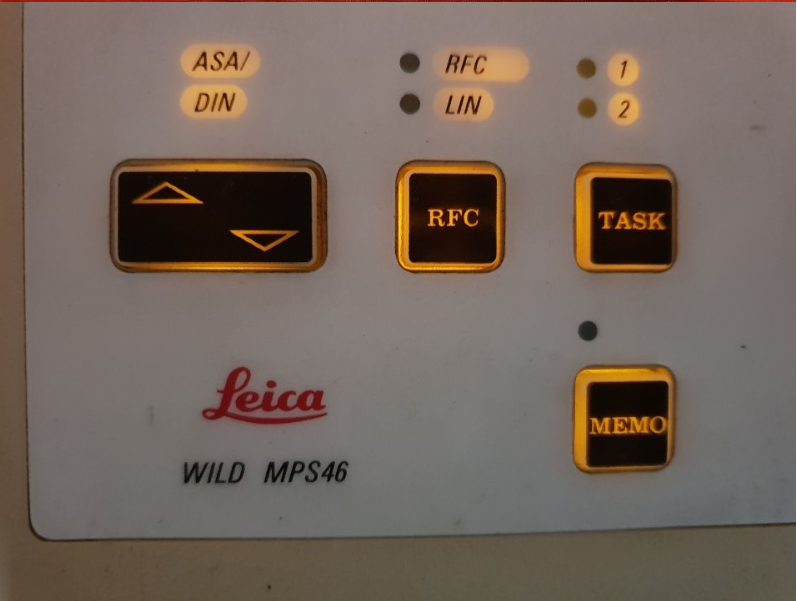 ASA/
DIN
RFC
LIN
1
2
RFC
TASK
MEMO
Leica
WILD MPS46